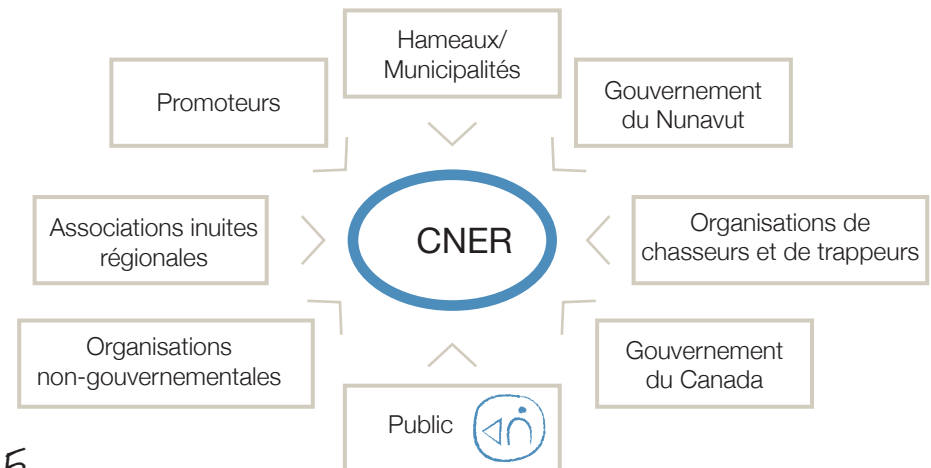 Hameaux/
Municipalités
Promoteurs
Gouvernement
du Nunavut
Associations inuites
régionales
CNER
Organisations de
chasseurs et de trappeurs
Organisations
non-gouvernementales
Gouvernement
du Canada
Public
ᐊᑎ